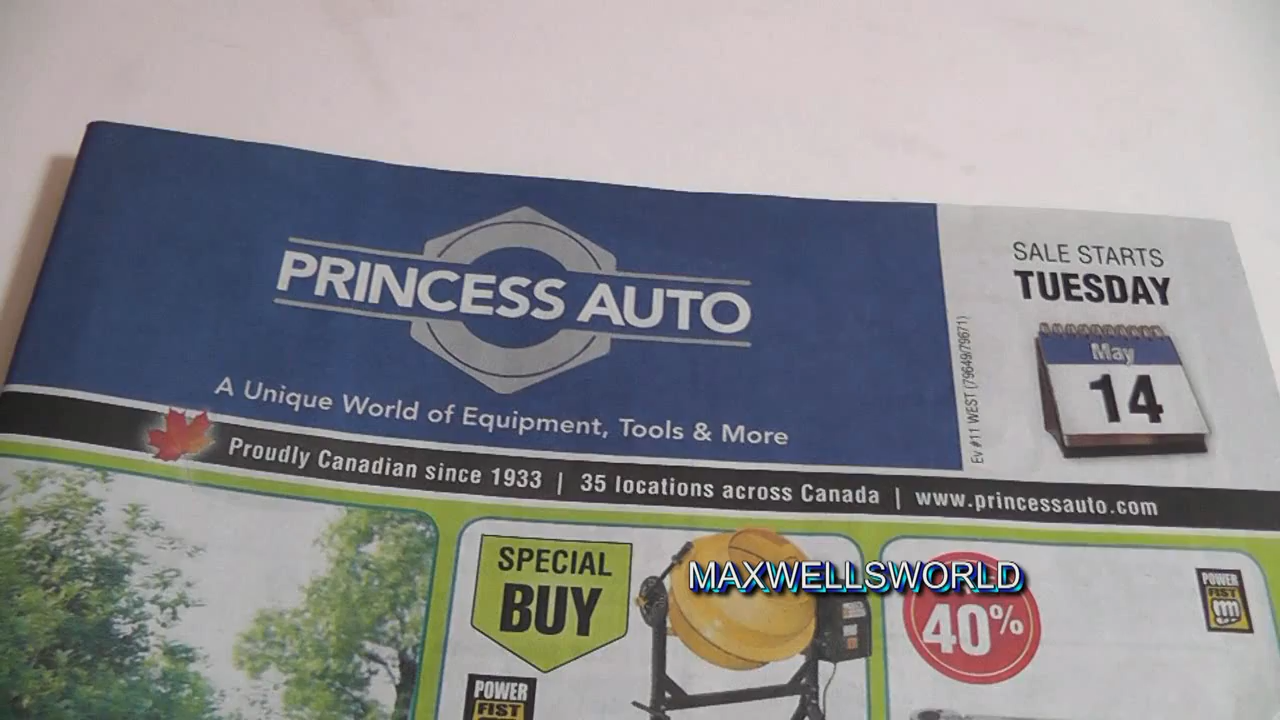 PRINCESS AUTO
A Unique World of Equipment, Tools & More
SALE STARTS
TUESDAY
May
14
Ev #11 WEST (79649/79671)
Proudly Canadian since 1933 | 35 locations across Canada | www.princessauto.com
SPECIAL
BUY
POWER
FIST
MAXWELLSWORLD
40%
POWER
FIST